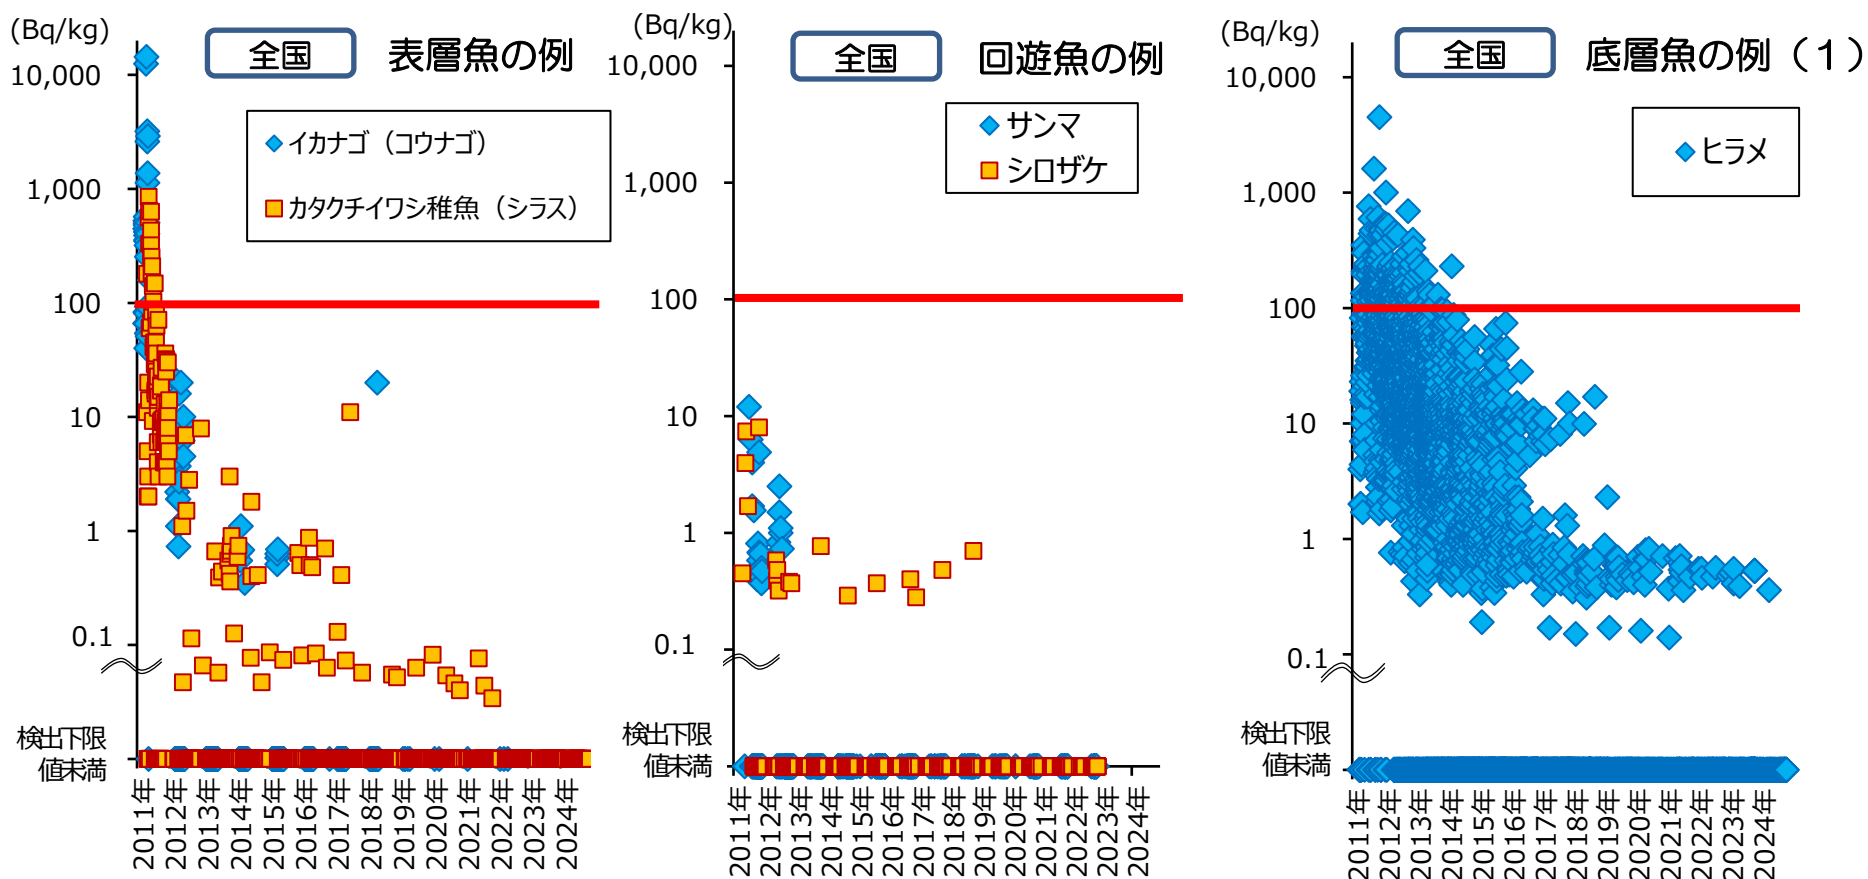 (Bq/kg)
全国
表層魚の例
10,000
1,000
100
10
1
0.1
検出下限
値未満
イカナゴ（コウナゴ）
カタクチイワシ稚魚（シラス）
2011年
2012年
2013年
2014年
2015年
2016年
2017年
2018年
2019年
2020年
2021年
2022年
2023年
2024年
(Bq/kg)
全国
回遊魚の例
10,000
1,000
100
10
1
0.1
検出下限
値未満
サンマ
シロザケ
2011年
2012年
2013年
2014年
2015年
2016年
2017年
2018年
2019年
2020年
2021年
2022年
2023年
2024年
(Bq/kg)
全国
底層魚の例（１）
10,000
1,000
100
10
1
0.1
検出下限
値未満
ヒラメ
2011年
2012年
2013年
2014年
2015年
2016年
2017年
2018年
2019年
2020年
2021年
2022年
2023年
2024年